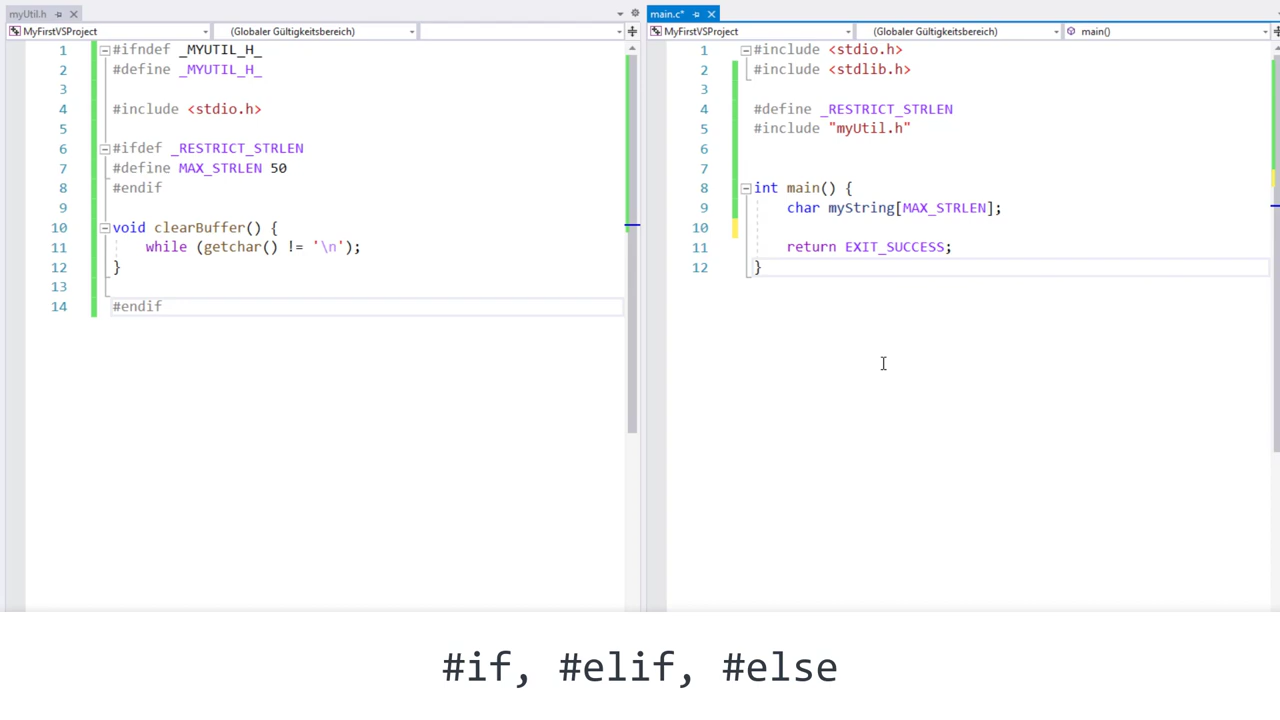 myUtil.h
MyFirstVSProject
(Globaler Gültigkeitsbereich)
1 #ifndef _MYUTIL_H_
2 #define _MYUTIL_H_
3
4 #include <stdio.h>
5
6 #ifdef _RESTRICT_STRLEN
7 #define MAX_STRLEN 50
8 #endif
9
10 void clearBuffer() {
11 while (getchar() != '\n');
12 }
13
14 #endif
main.c*
MyFirstVSProject
(Globaler Gültigkeitsbereich)
main()
1 #include <stdio.h>
2 #include <stdlib.h>
3
4 #define _RESTRICT_STRLEN
5 #include "myUtil.h"
6
7
8 int main() {
9 char myString[MAX_STRLEN];
10
11 return EXIT_SUCCESS;
12 }
#if, #elif, #else